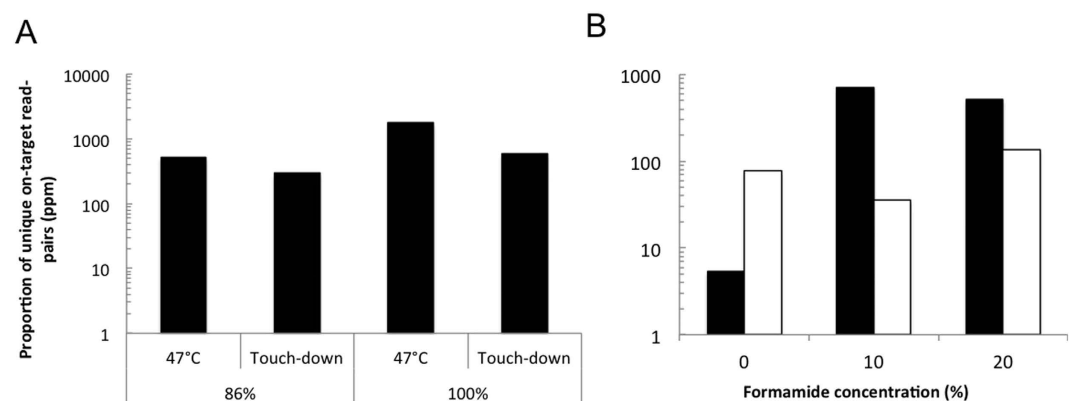 A
B
Proportion of unique on-target read-
pairs (ppm)
10000
1000
100
10
1
47°C
Touch-down
47°C
Touch-down
86%
100%
1000
100
10
1
0
10
20
Formamide concentration (%)